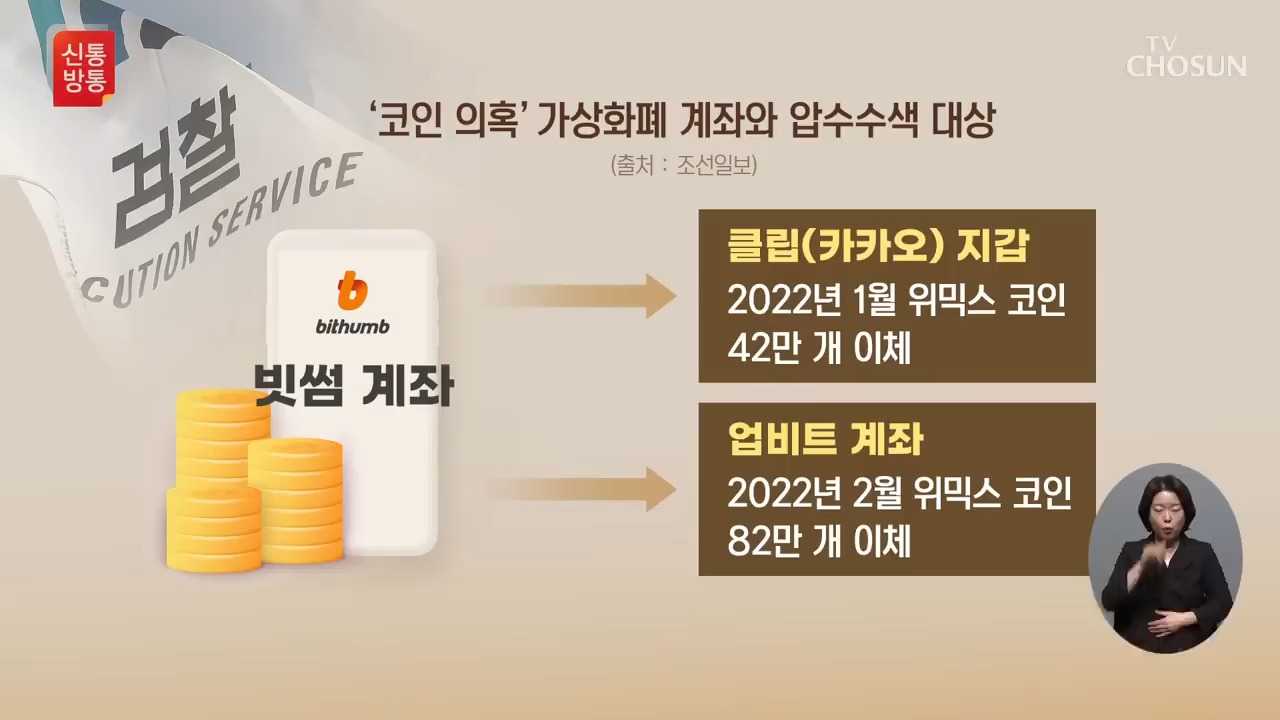 신통
방통
TV
CHOSUN
'코인 의혹' 가상화폐 계좌와 압수수색 대상
(출처 : 조선일보)
검찰
CUTION SERVICE
bithumb
빗썸 계좌
클립(카카오) 지갑
2022년 1월 위믹스 코인
42만 개 이체
업비트 계좌
2022년 2월 위믹스 코인
82만 개 이체